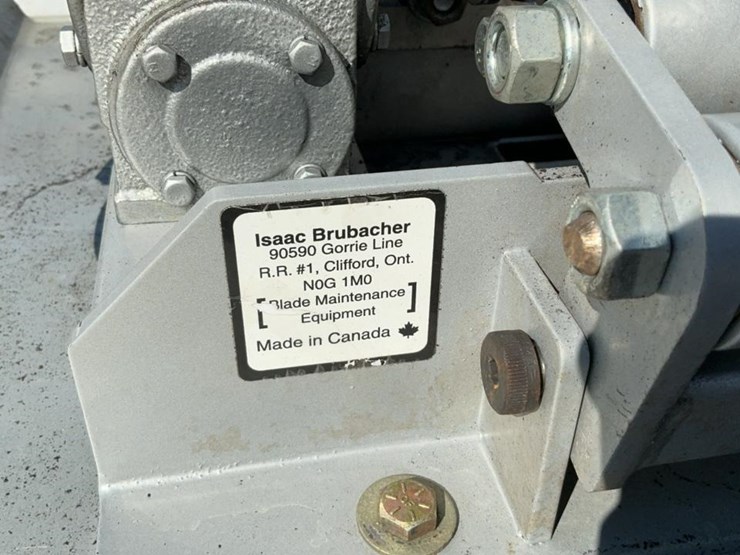 Isaac Brubacher
90590 Gorrie Line
R.R. #1, Clifford, Ont.
N0G 1M0
[Blade Maintenance
Equipment]
Made in Canada